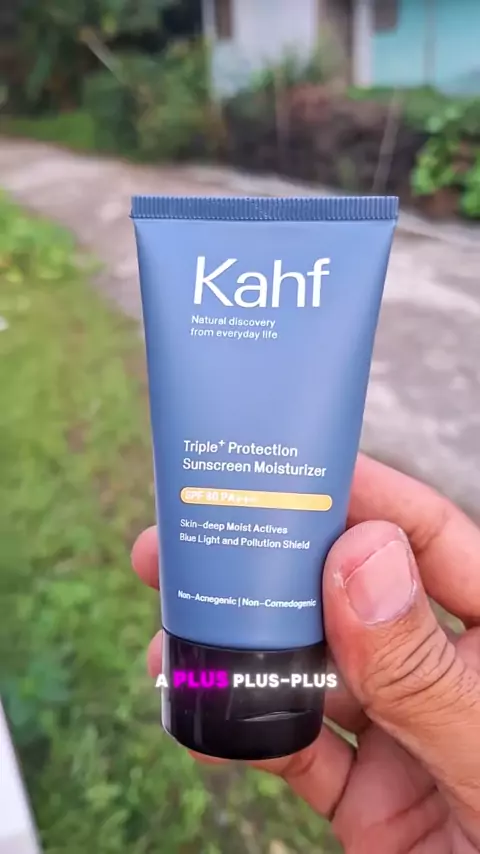 Kahf
Natural discovery
from everyday life
Triple⁺ Protection
Sunscreen Moisturizer
SPF PA+++
Skin-deep Moist Actives
Blue Light and Pollution Shield
Non-Acnegenic | Non-Comedogenic
A PLUS PLUS-PLUS